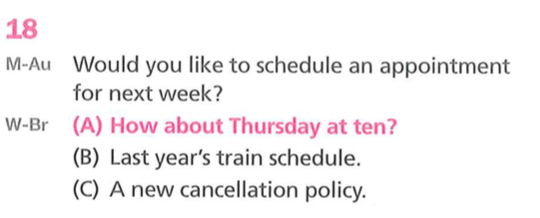 18
M-Au Would you like to schedule an appointment
for next week?
W-Br (A) How about Thursday at ten?
(B) Last year's train schedule.
(C) A new cancellation policy.